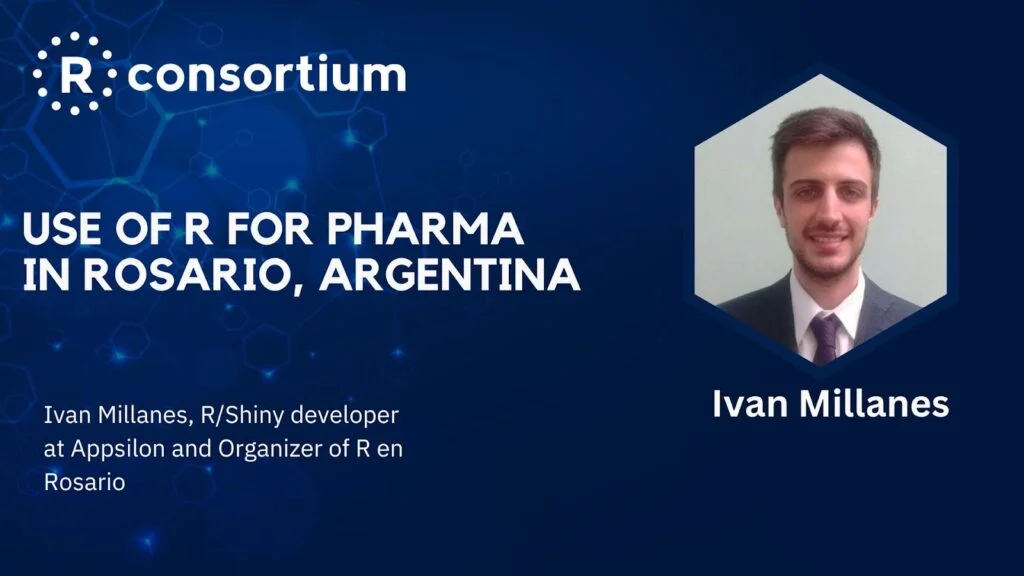 R consortium
USE OF R FOR PHARMA
IN ROSARIO, ARGENTINA
Ivan Millanes, R/Shiny developer
at Appsilon and Organizer of R en
Rosario
Ivan Millanes